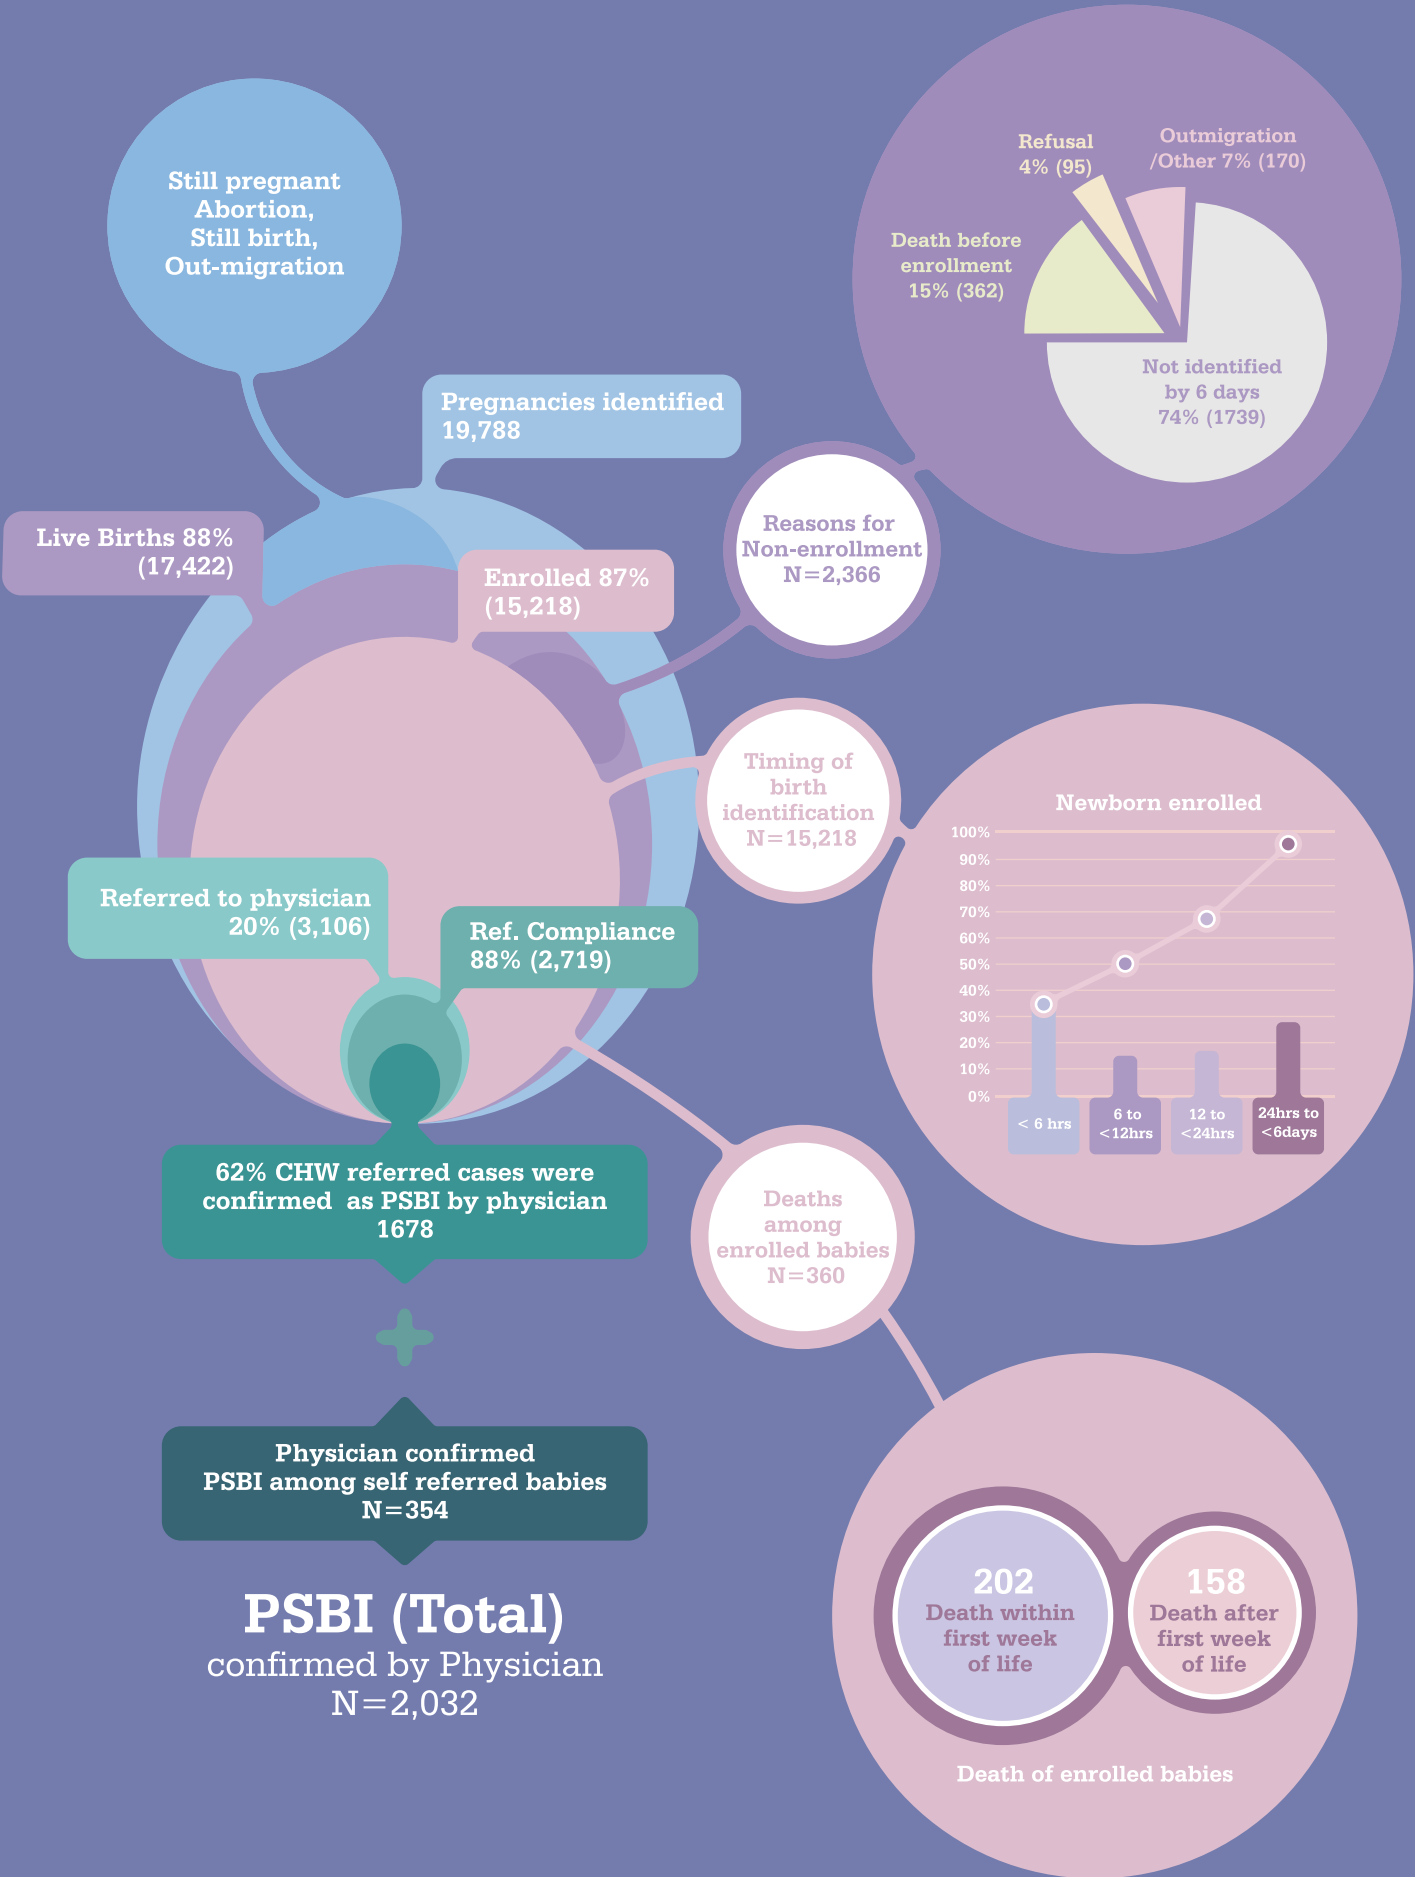 Still pregnant
Abortion,
Still birth,
Out-migration
Refusal
4% (95)
Outmigration
/Other 7% (170)
Death before
enrollment
15% (362)
Not identified
by 6 days
74% (1739)
Pregnancies identified
19,788
Live Births 88%
(17,422)
Enrolled 87%
(15,218)
Reasons for
Non-enrollment
N=2,366
Timing of
birth
identification
N=15,218
Newborn enrolled
100%
90%
80%
70%
60%
50%
40%
30%
20%
10%
0%
< 6 hrs
6 to
<12hrs
12 to
<24hrs
24hrs to
<6days
Referred to physician
20% (3,106)
Ref. Compliance
88% (2,719)
62% CHW referred cases were
confirmed  as PSBI by physician
1678
Deaths
among
enrolled babies
N=360
Physician confirmed
PSBI among self referred babies
N=354
PSBI (Total)
confirmed by Physician
N=2,032
202
Death within
first week
of life
158
Death after
first week
of life
Death of enrolled babies